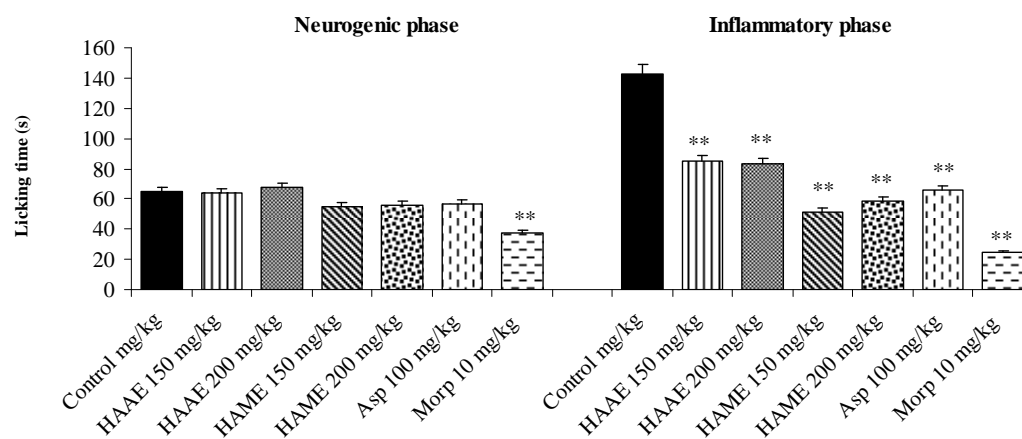 Neurogenic phase
Inflammatory phase
Licking time (s)
160
140
120
100
80
60
40
20
0
**
**
**
**
**
**
**
Control mg/kg
HAAE 150 mg/kg
HAAE 200 mg/kg
HAME 150 mg/kg
HAME 200 mg/kg
Asp 100 mg/kg
Morp 10 mg/kg
Control mg/kg
HAAE 150 mg/kg
HAAE 200 mg/kg
HAME 150 mg/kg
HAME 200 mg/kg
Asp 100 mg/kg
Morp 10 mg/kg